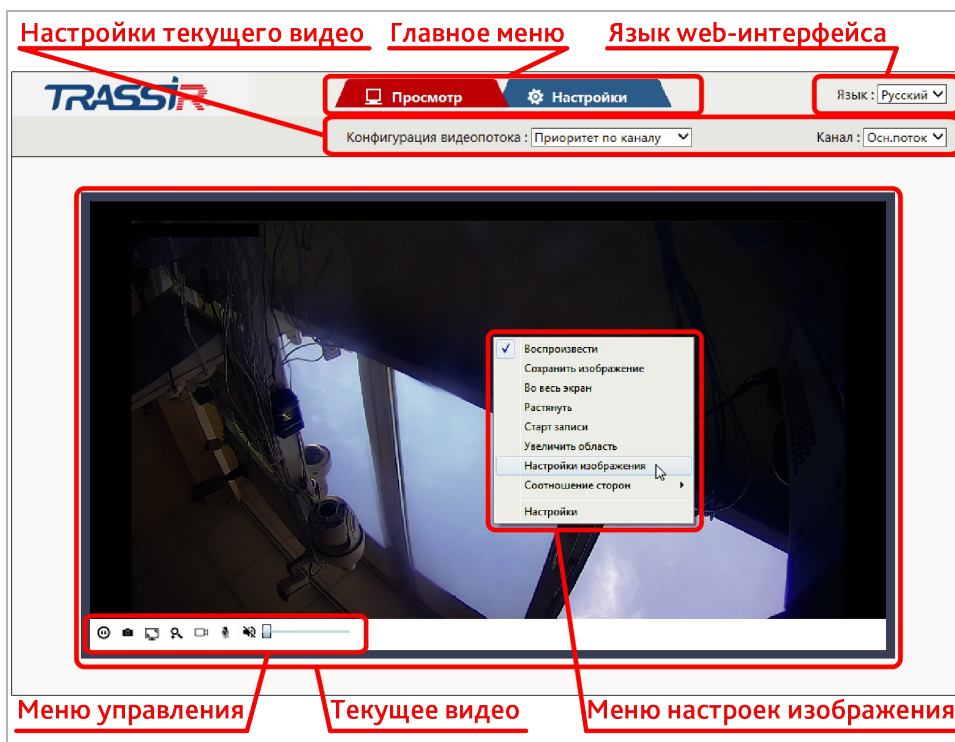 Настройки текущего видео Главное меню Язык web-интерфейса
TRASSIR Просмотр Настройки Язык : Русский
Конфигурация видеопотока : Приоритет по каналу Канал : Осн.поток
Воспроизвести
Сохранить изображение
Во весь экран
Растянуть
Старт записи
Увеличить область
Настройки изображения
Соотношение сторон
Настройки
Меню управления Текущее видео Меню настроек изображения